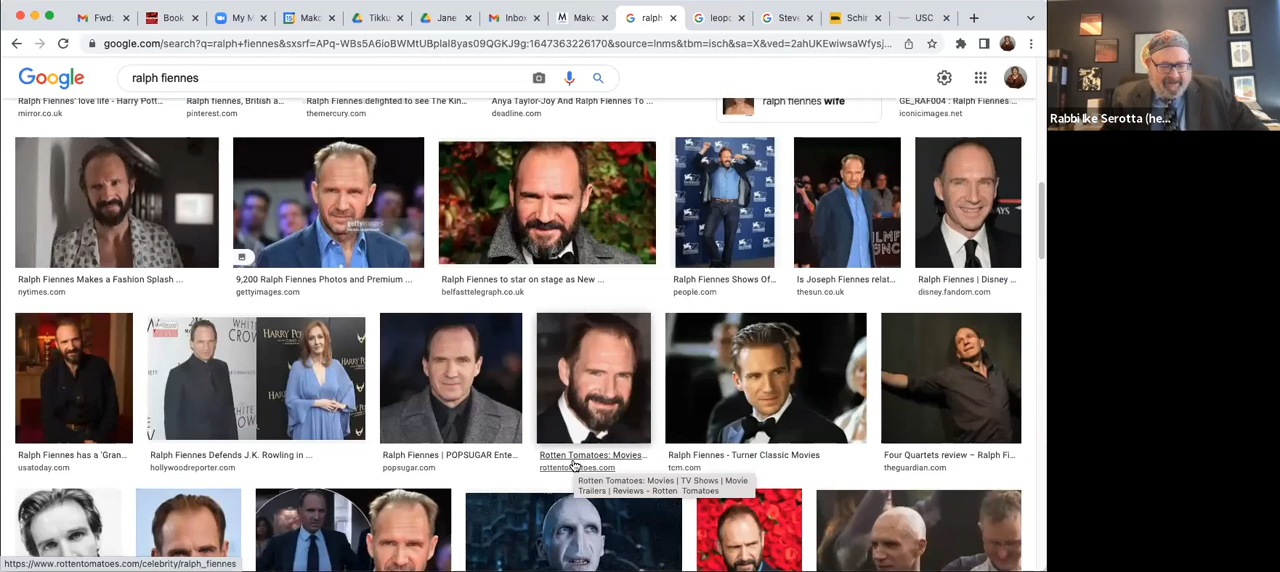 Fwd:
Book
My M
Mako
Tikku
Jane
Inbox
Mako
ralph
leopo
Steve
Schir
USC
google.com/search?q=ralph+fiennes&sxsrf=APq-WBs5A6ioBWMtUBplaI8yas09QGKJ9g:1647363226170&source=lnms&tbm=isch&sa=X&ved=2ahUKEwiwsaWfysj...
Google
ralph fiennes
Ralph Fiennes' love life - Harry Pott...
mirror.co.uk
Ralph fiennes, British a...
pinterest.com
Ralph Fiennes delighted to see The Kin...
themercury.com
Anya Taylor-Joy And Ralph Fiennes To ...
deadline.com
ralph fiennes wife
GE_RAF004 : Ralph Fiennes ...
iconicimages.net
gettyimages
Ralph Fiennes Makes a Fashion Splash ...
nytimes.com
9,200 Ralph Fiennes Photos and Premium ...
gettyimages.com
Ralph Fiennes to star on stage as New ...
belfasttelegraph.co.uk
Ralph Fiennes Shows Of...
people.com
Is Joseph Fiennes relat...
thesun.co.uk
Ralph Fiennes | Disney ...
disney.fandom.com
WHITE
CROW
HARRY POTTER
Ralph Fiennes has a 'Gran...
usatoday.com
Ralph Fiennes Defends J.K. Rowling in ...
hollywoodreporter.com
Ralph Fiennes | POPSUGAR Ente...
popsugar.com
Rotten Tomatoes: Movies...
rottentomatoes.com
Ralph Fiennes - Turner Classic Movies
tcm.com
Four Quartets review – Ralph Fi...
theguardian.com
Rotten Tomatoes: Movies | TV Shows | Movie
Trailers | Reviews - Rotten Tomatoes
https://www.rottentomatoes.com/celebrity/ralph_fiennes
Rabbi Ike Serotta (he...